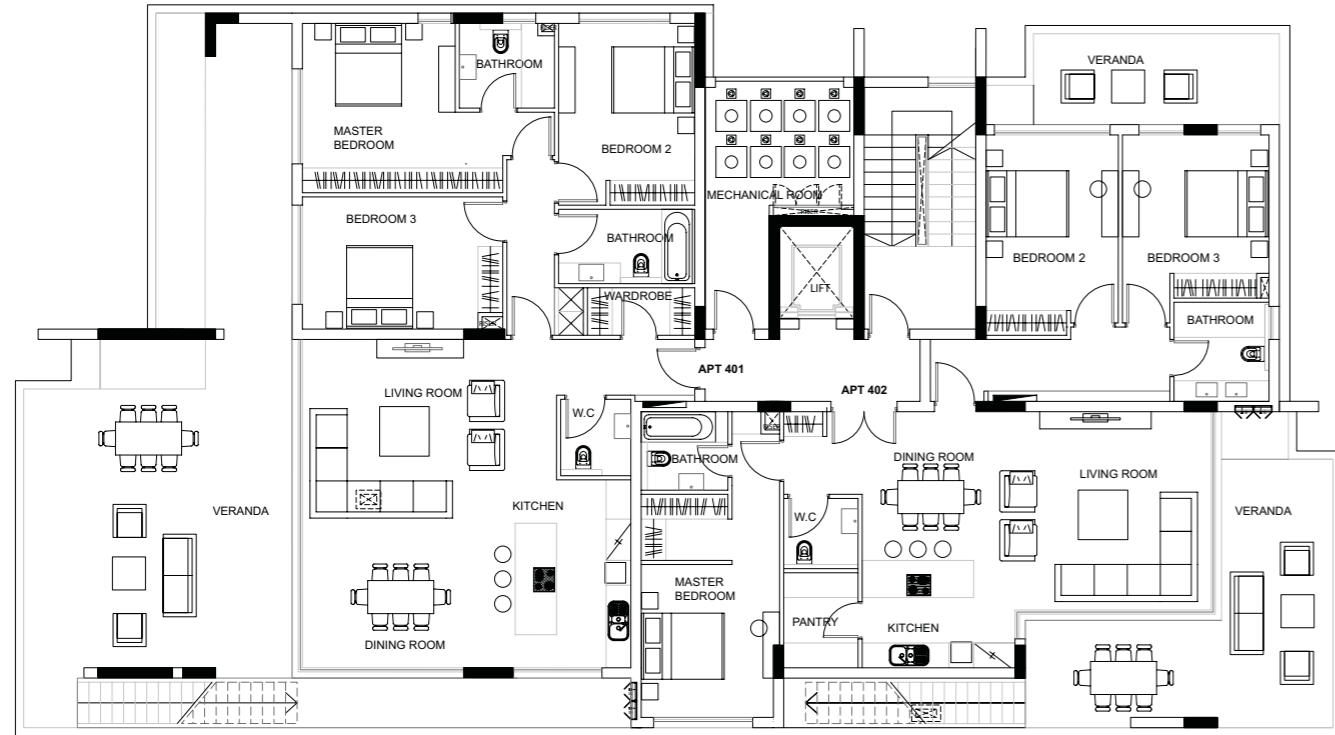 VERANDA
BATHROOM
MASTER
BEDROOM
BEDROOM 2
MECHANICAL ROOM
BEDROOM 3
BATHROOM
BEDROOM 2
BEDROOM 3
LIFT
WARDROBE
BATHROOM
APT 401
APT 402
LIVING ROOM
W.C
BATHROOM
DINING ROOM
LIVING ROOM
VERANDA
KITCHEN
W.C
VERANDA
MASTER
BEDROOM
PANTRY
KITCHEN
DINING ROOM